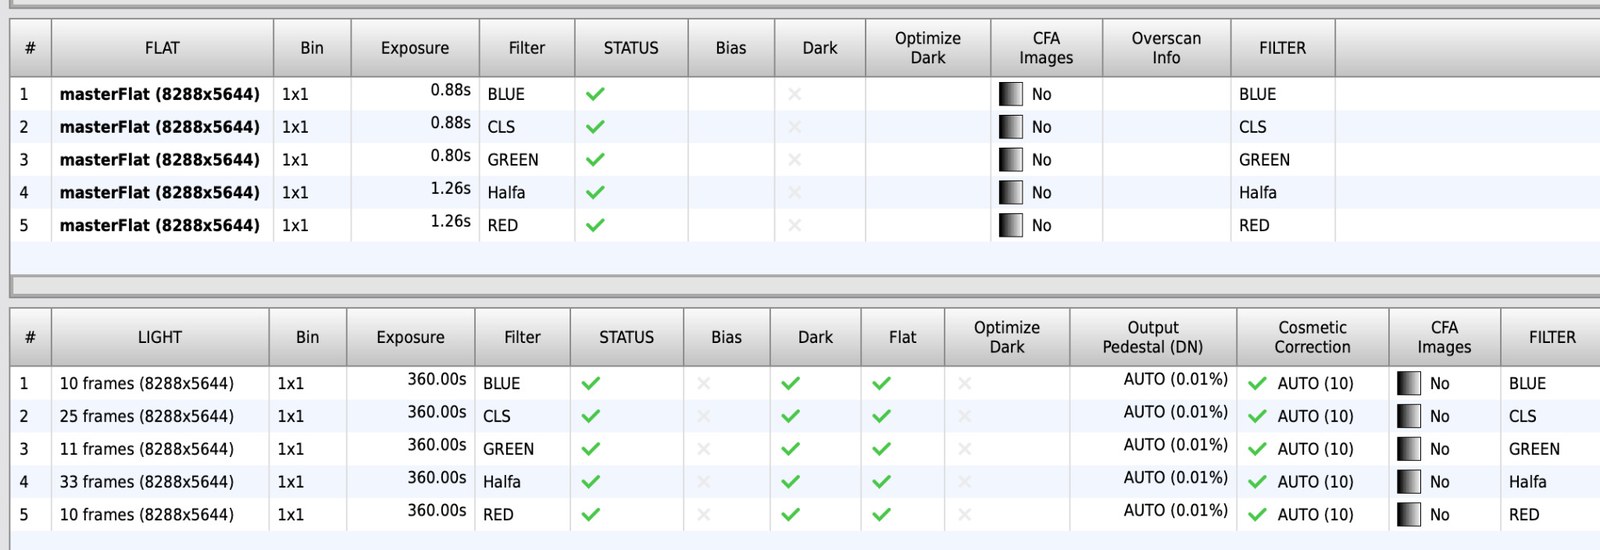 # FLAT Bin Exposure Filter STATUS Bias Dark Optimize Dark CFA Images Overscan Info FILTER
1 masterFlat (8288x5644) 1x1 0.88s BLUE No BLUE
2 masterFlat (8288x5644) 1x1 0.88s CLS No CLS
3 masterFlat (8288x5644) 1x1 0.80s GREEN No GREEN
4 masterFlat (8288x5644) 1x1 1.26s Halfa No Halfa
5 masterFlat (8288x5644) 1x1 1.26s RED No RED
# LIGHT Bin Exposure Filter STATUS Bias Dark Flat Optimize Dark Output Pedestal (DN) Cosmetic Correction CFA Images FILTER
1 10 frames (8288x5644) 1x1 360.00s BLUE AUTO (0.01%) AUTO (10) No BLUE
2 25 frames (8288x5644) 1x1 360.00s CLS AUTO (0.01%) AUTO (10) No CLS
3 11 frames (8288x5644) 1x1 360.00s GREEN AUTO (0.01%) AUTO (10) No GREEN
4 33 frames (8288x5644) 1x1 360.00s Halfa AUTO (0.01%) AUTO (10) No Halfa
5 10 frames (8288x5644) 1x1 360.00s RED AUTO (0.01%) AUTO (10) No RED